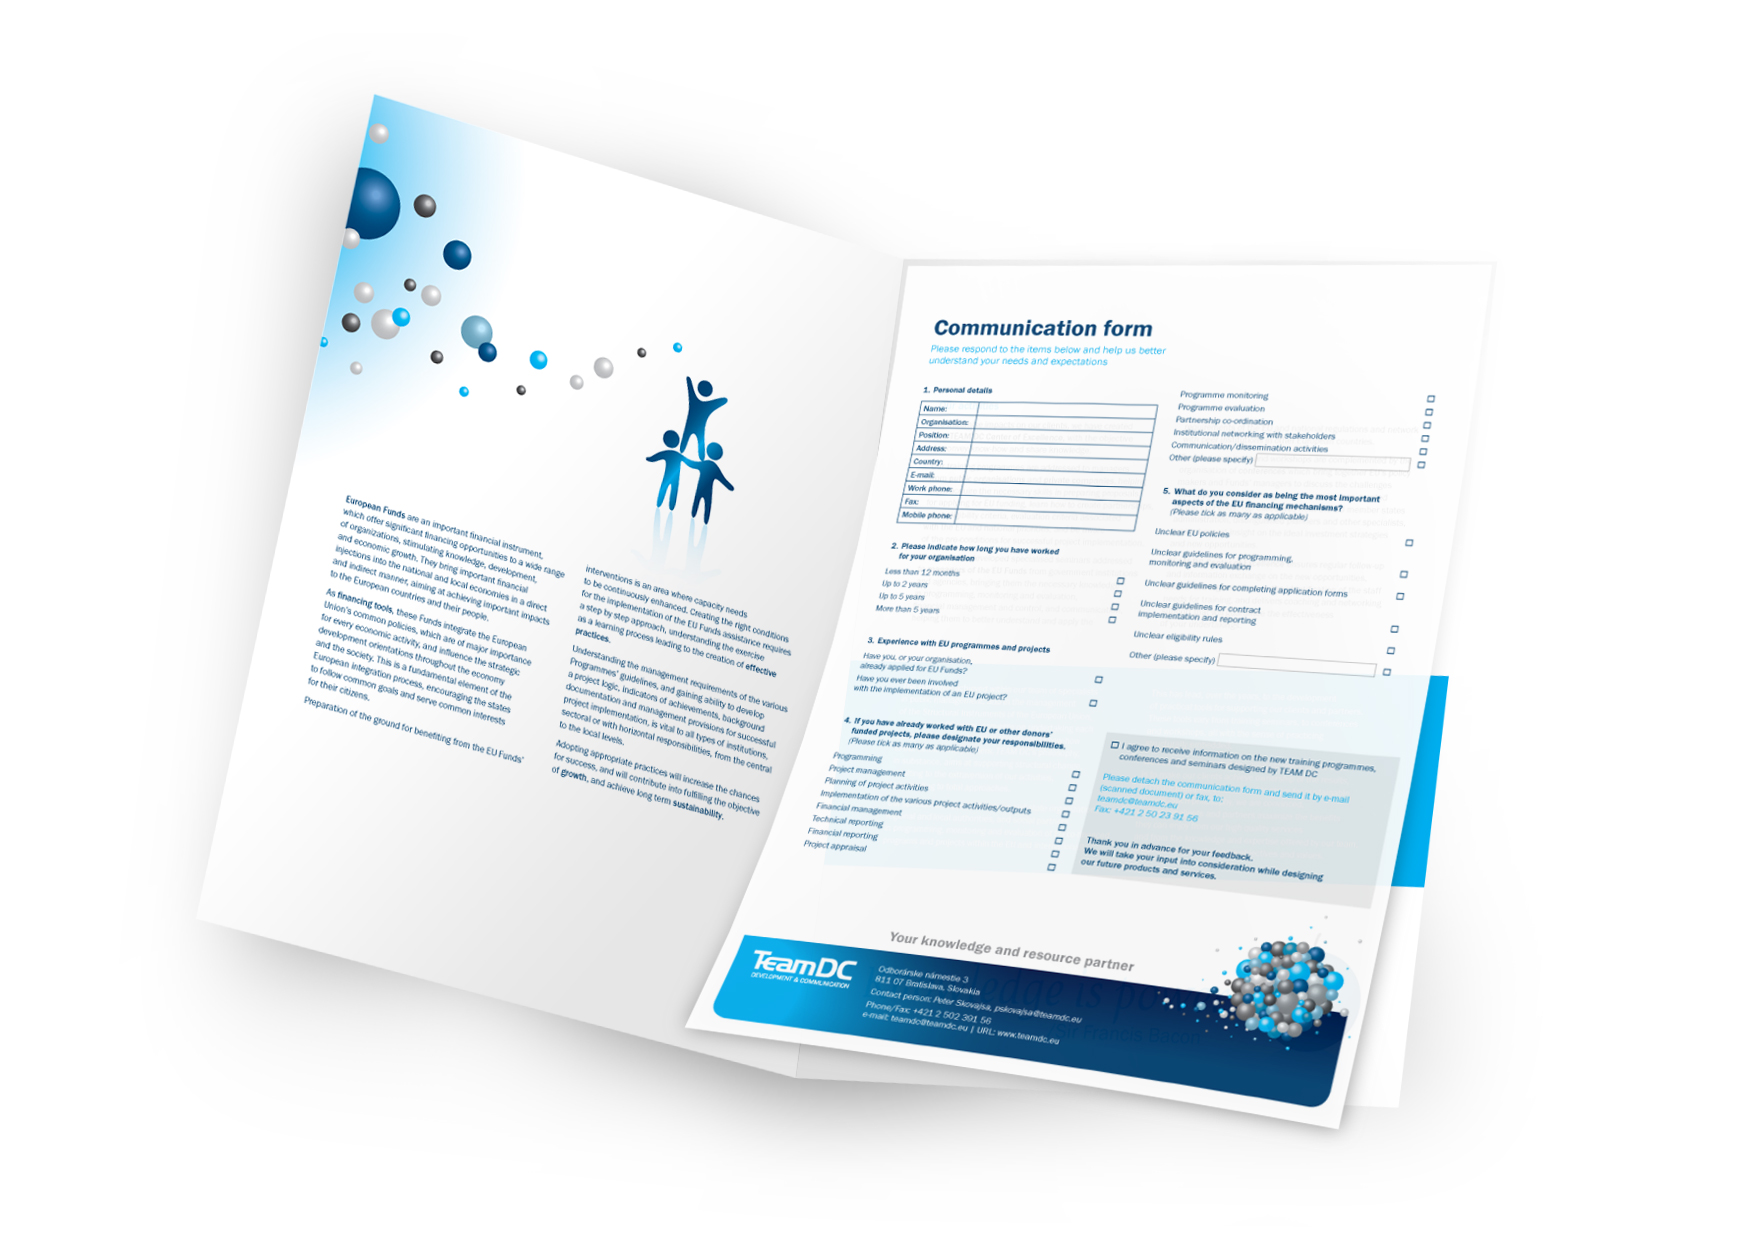 European Funds are an important financial instrument,
which offer significant financing opportunities to a wide range
of organizations, stimulating knowledge, development,
and economic growth. They bring important financial
injections into the national and local economies in a direct
and indirect manner, aiming at achieving important impacts
to the European countries and their people.
As financing tools, these Funds integrate the European
Union's common policies, which are of major importance
for every economic activity, and influence the strategic
development orientations throughout the economy
and the society. This is a fundamental element of the
European integration process, encouraging the states
to follow common goals and serve common interests
for their citizens.
Preparation of the ground for benefiting from the EU Funds'
interventions is an area where capacity needs
to be continuously enhanced. Creating the right conditions
for the implementation of the EU Funds assistance requires
a step by step approach, understanding the exercise
as a learning process leading to the creation of effective
practices.
Understanding the management requirements of the various
Programmes' guidelines, and gaining ability to develop
a project logic, indicators of achievements, background
documentation and management provisions for successful
project implementation, is vital to all types of institutions,
sectoral or with horizontal responsibilities, from the central
to the local levels.
Adopting appropriate practices will increase the chances
for success, and will contribute into fulfilling the objective
of growth, and achieve long term sustainability.
Communication form
Please respond to the items below and help us better
understand your needs and expectations
1. Personal details
Name:
Organisation:
Position:
Address:
Country:
E-mail:
Work phone:
Fax:
Mobile phone:
2. Please indicate how long you have worked
for your organisation
Less than 12 months
Up to 2 years
Up to 5 years
More than 5 years
3. Experience with EU programmes and projects
Have you, or your organisation,
already applied for EU Funds?
Have you ever been involved
with the implementation of an EU project?
4. If you have already worked with EU or other donors'
funded projects, please designate your responsibilities.
(Please tick as many as applicable)
Programming
Project management
Planning of project activities
Implementation of the various project activities/outputs
Financial management
Technical reporting
Financial reporting
Project appraisal
Programme monitoring
Programme evaluation
Partnership co-ordination
Institutional networking with stakeholders
Communication/dissemination activities
Other (please specify)
5. What do you consider as being the most important
aspects of the EU financing mechanisms?
(Please tick as many as applicable)
Unclear EU policies
Unclear guidelines for programming,
monitoring and evaluation
Unclear guidelines for completing application forms
Unclear guidelines for contract
implementation and reporting
Unclear eligibility rules
Other (please specify)
I agree to receive information on the new training programmes,
conferences and seminars designed by TEAM DC
Please detach the communication form and send it by e-mail
(scanned document) or fax, to:
teamdc@teamdc.eu
Fax: +421 2 50 23 91 56
Thank you in advance for your feedback.
We will take your input into consideration while designing
our future products and services.
Your knowledge and resource partner
TeamDC
DEVELOPMENT & COMMUNICATION
Odborárske námestie 3
811 07 Bratislava, Slovakia
Contact person: Peter Skovajsa, pskovajsa@teamdc.eu
Phone/Fax: +421 2 502 391 56
e-mail: teamdc@teamdc.eu | URL: www.teamdc.eu